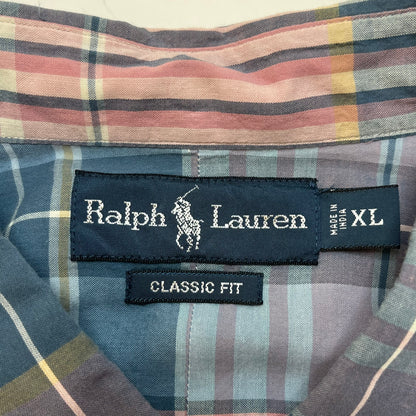 Ralph Lauren
MADE IN
INDIA
XL
CLASSIC FIT